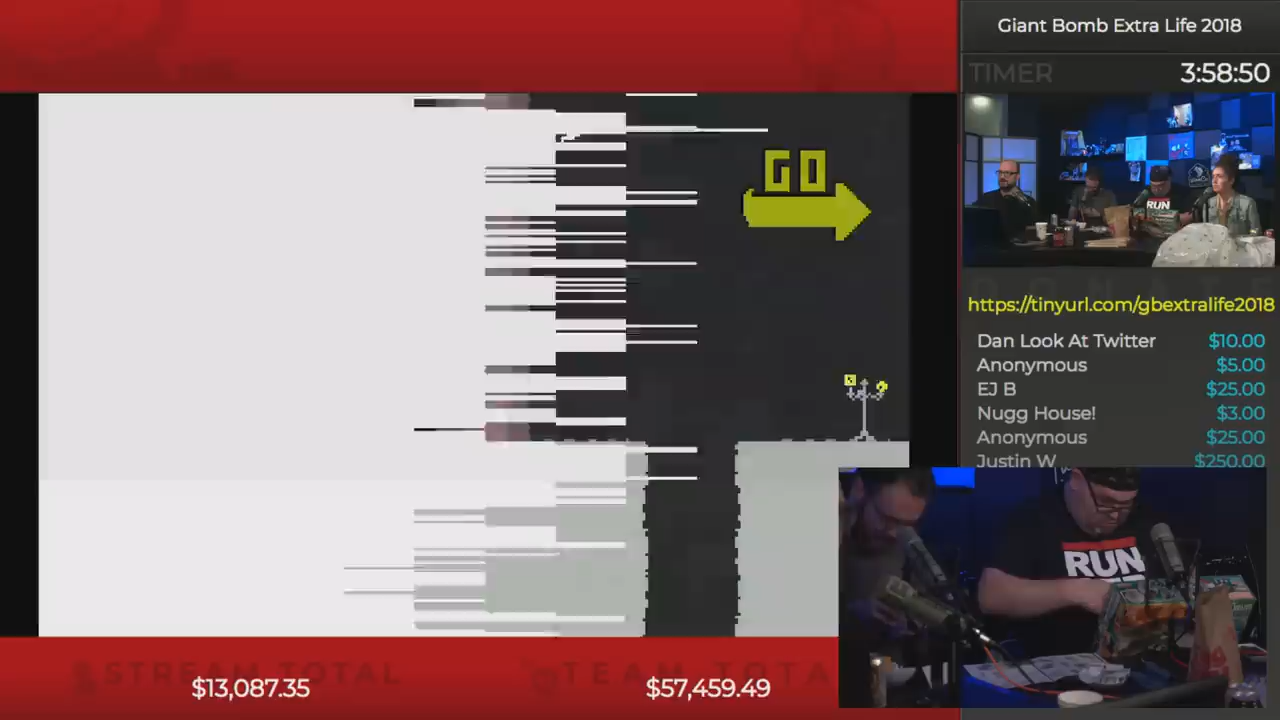 Giant Bomb Extra Life 2018
TIMER
3:58:50
GO
RUN
https://tinyurl.com/gbextralife2018
Dan Look At Twitter $10.00
Anonymous $5.00
EJ B $25.00
Nugg House! $3.00
Anonymous $25.00
Justin W $250.00
RUN
STREAM TOTAL
TEAM TOTA
$13,087.35
$57,459.49